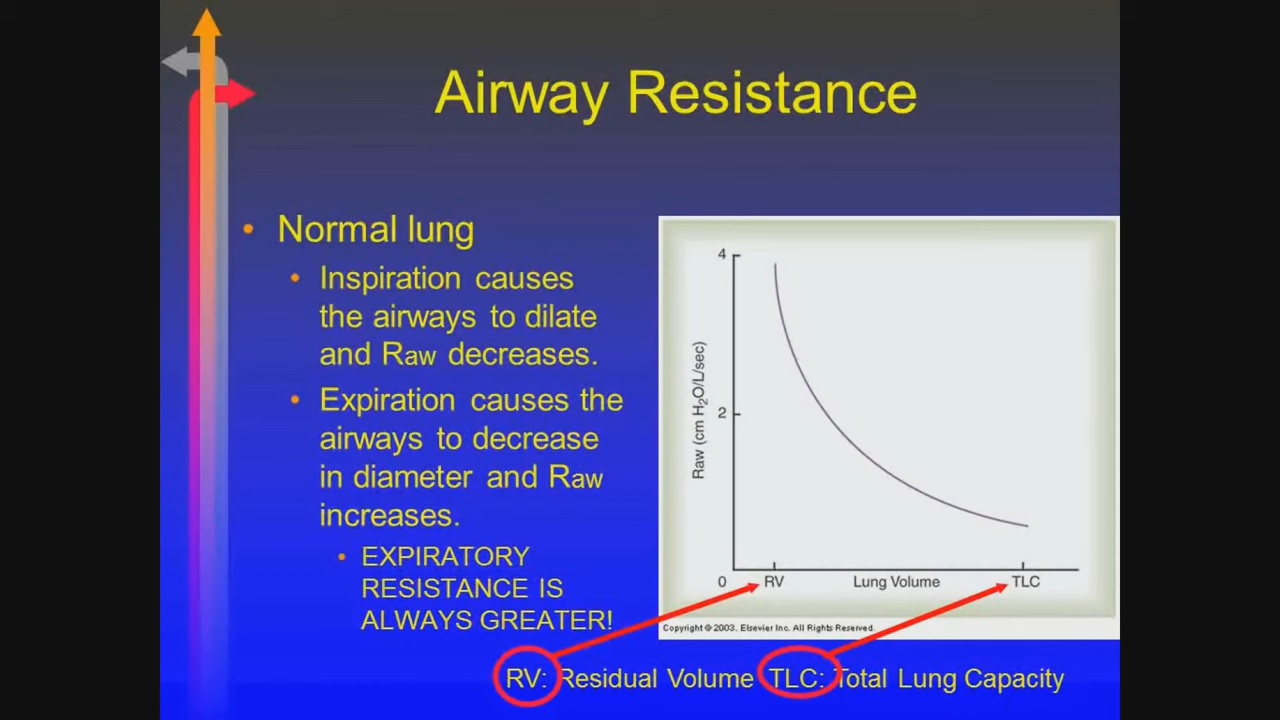 Airway Resistance
• Normal lung
• Inspiration causes
the airways to dilate
and Raw decreases.
• Expiration causes the
airways to decrease
in diameter and Raw
increases.
• EXPIRATORY
RESISTANCE IS
ALWAYS GREATER!
4
2
0
Raw (cm H₂O/L/sec)
RV
Lung Volume
TLC
Copyright © 2003, Elsevier Inc. All Rights Reserved.
RV: Residual Volume TLC: Total Lung Capacity